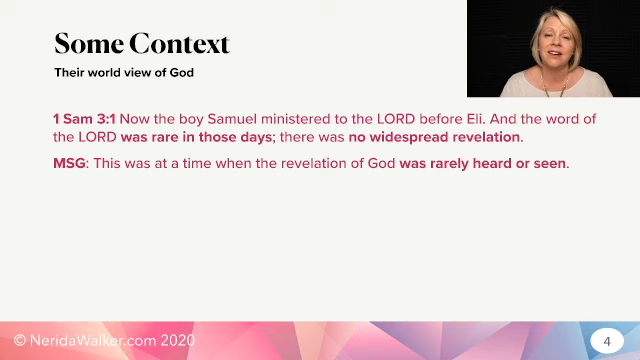 Some Context
Their world view of God
1 Sam 3:1 Now the boy Samuel ministered to the LORD before Eli. And the word of
the LORD was rare in those days; there was no widespread revelation.
MSG: This was at a time when the revelation of God was rarely heard or seen.
© NeridaWalker.com 2020
4